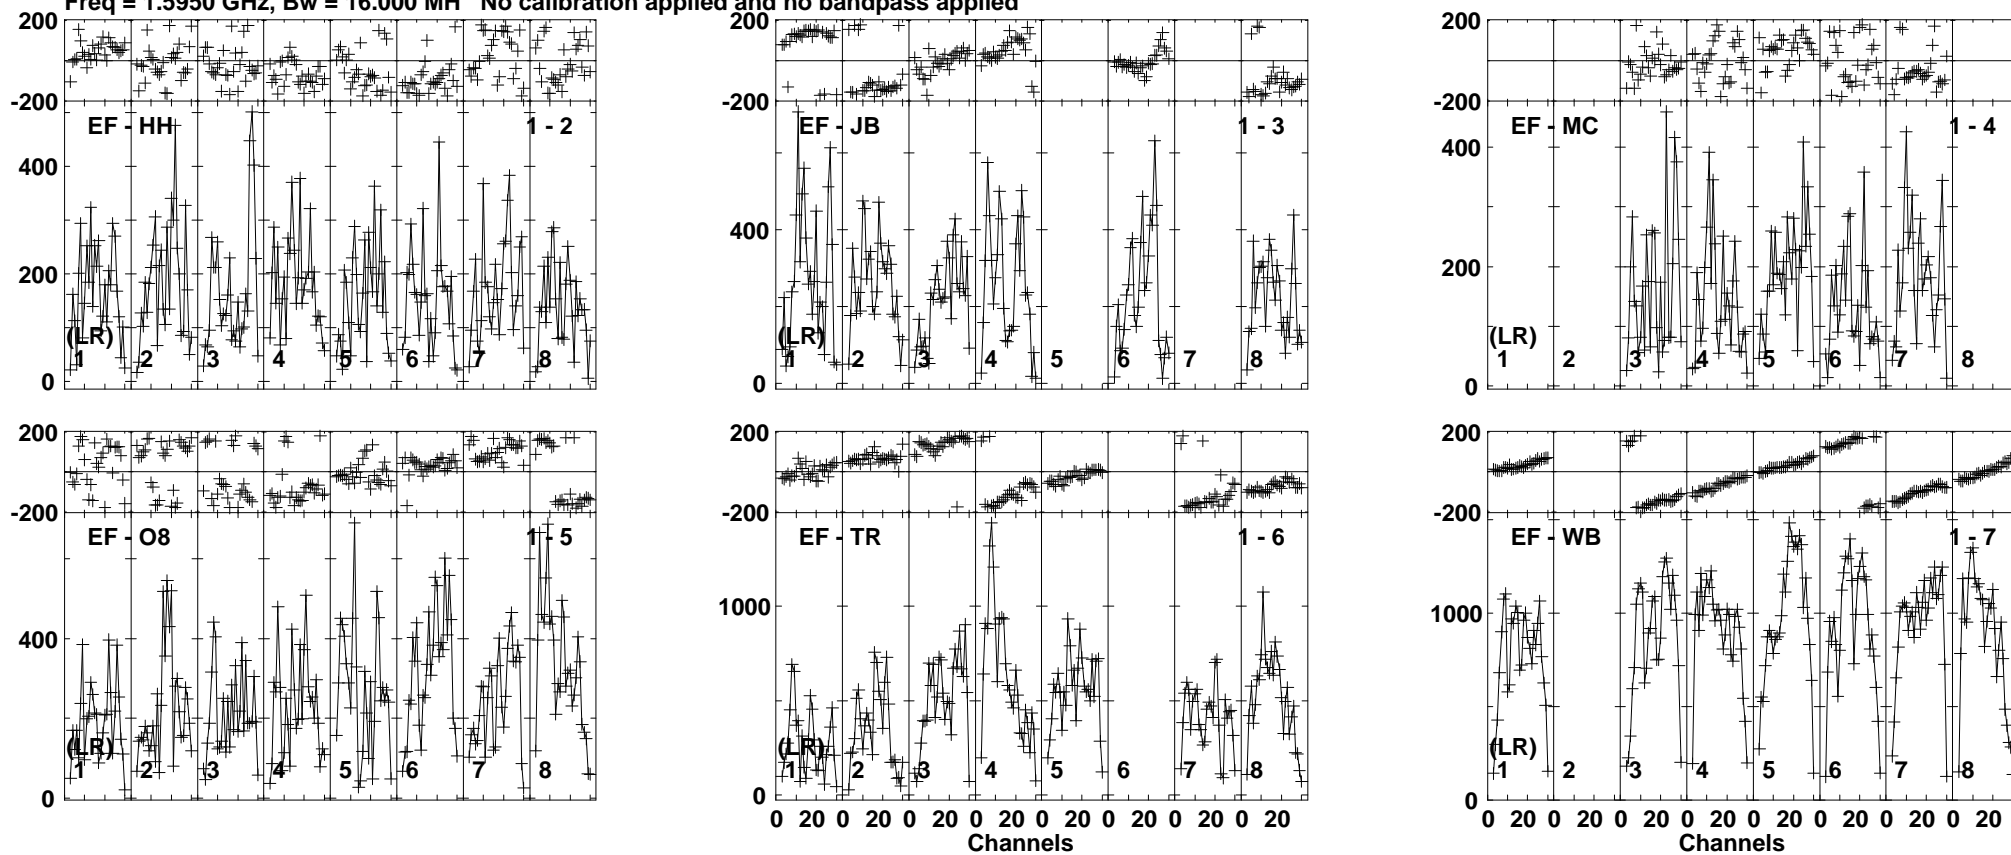 Freq = 1.5950 GHz, Bw = 16.000 MH No calibration applied and no bandpass applied
200 200 200
-200 -200 -200
EF - HH 1 - 2 EF - JB 1 - 3 EF - MC 1 - 4
400 400 400
200 200
(LR) (LR) (LR)
1 2 3 4 5 6 7 8 1 2 3 4 5 6 7 8 1 2 3 4 5 6 7 8
0 0 0
200 200 200
-200 -200 -200
EF - O8 1 - 5 EF - TR 1 - 6 EF - WB 1 - 7
400 1000 1000
(LR) (LR) (LR)
1 2 3 4 5 6 7 8 1 2 3 4 5 6 7 8 1 2 3 4 5 6 7 8
0 0 0
0 20 0 20 0 20 0 20 0 20 0 20 0 20 0 20 0 20 0 20 0 20 0 20 0 20 0 20 0 20 0 20
Channels Channels